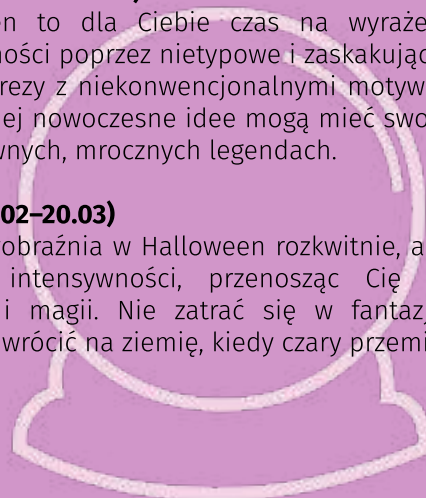 en to dla Ciebie czas na wyraże
ności poprzez nietypowe i zaskakując
rezy z niekonwencjonalnymi motyw
ej nowoczesne idee mogą mieć swo
wnych, mrocznych legendach.
02–20.03)
obraźnia w Halloween rozkwitnie, a
intensywności, przenosząc Cię
i magii. Nie zatrać się w fantaz
wrócić na ziemię, kiedy czary przemi